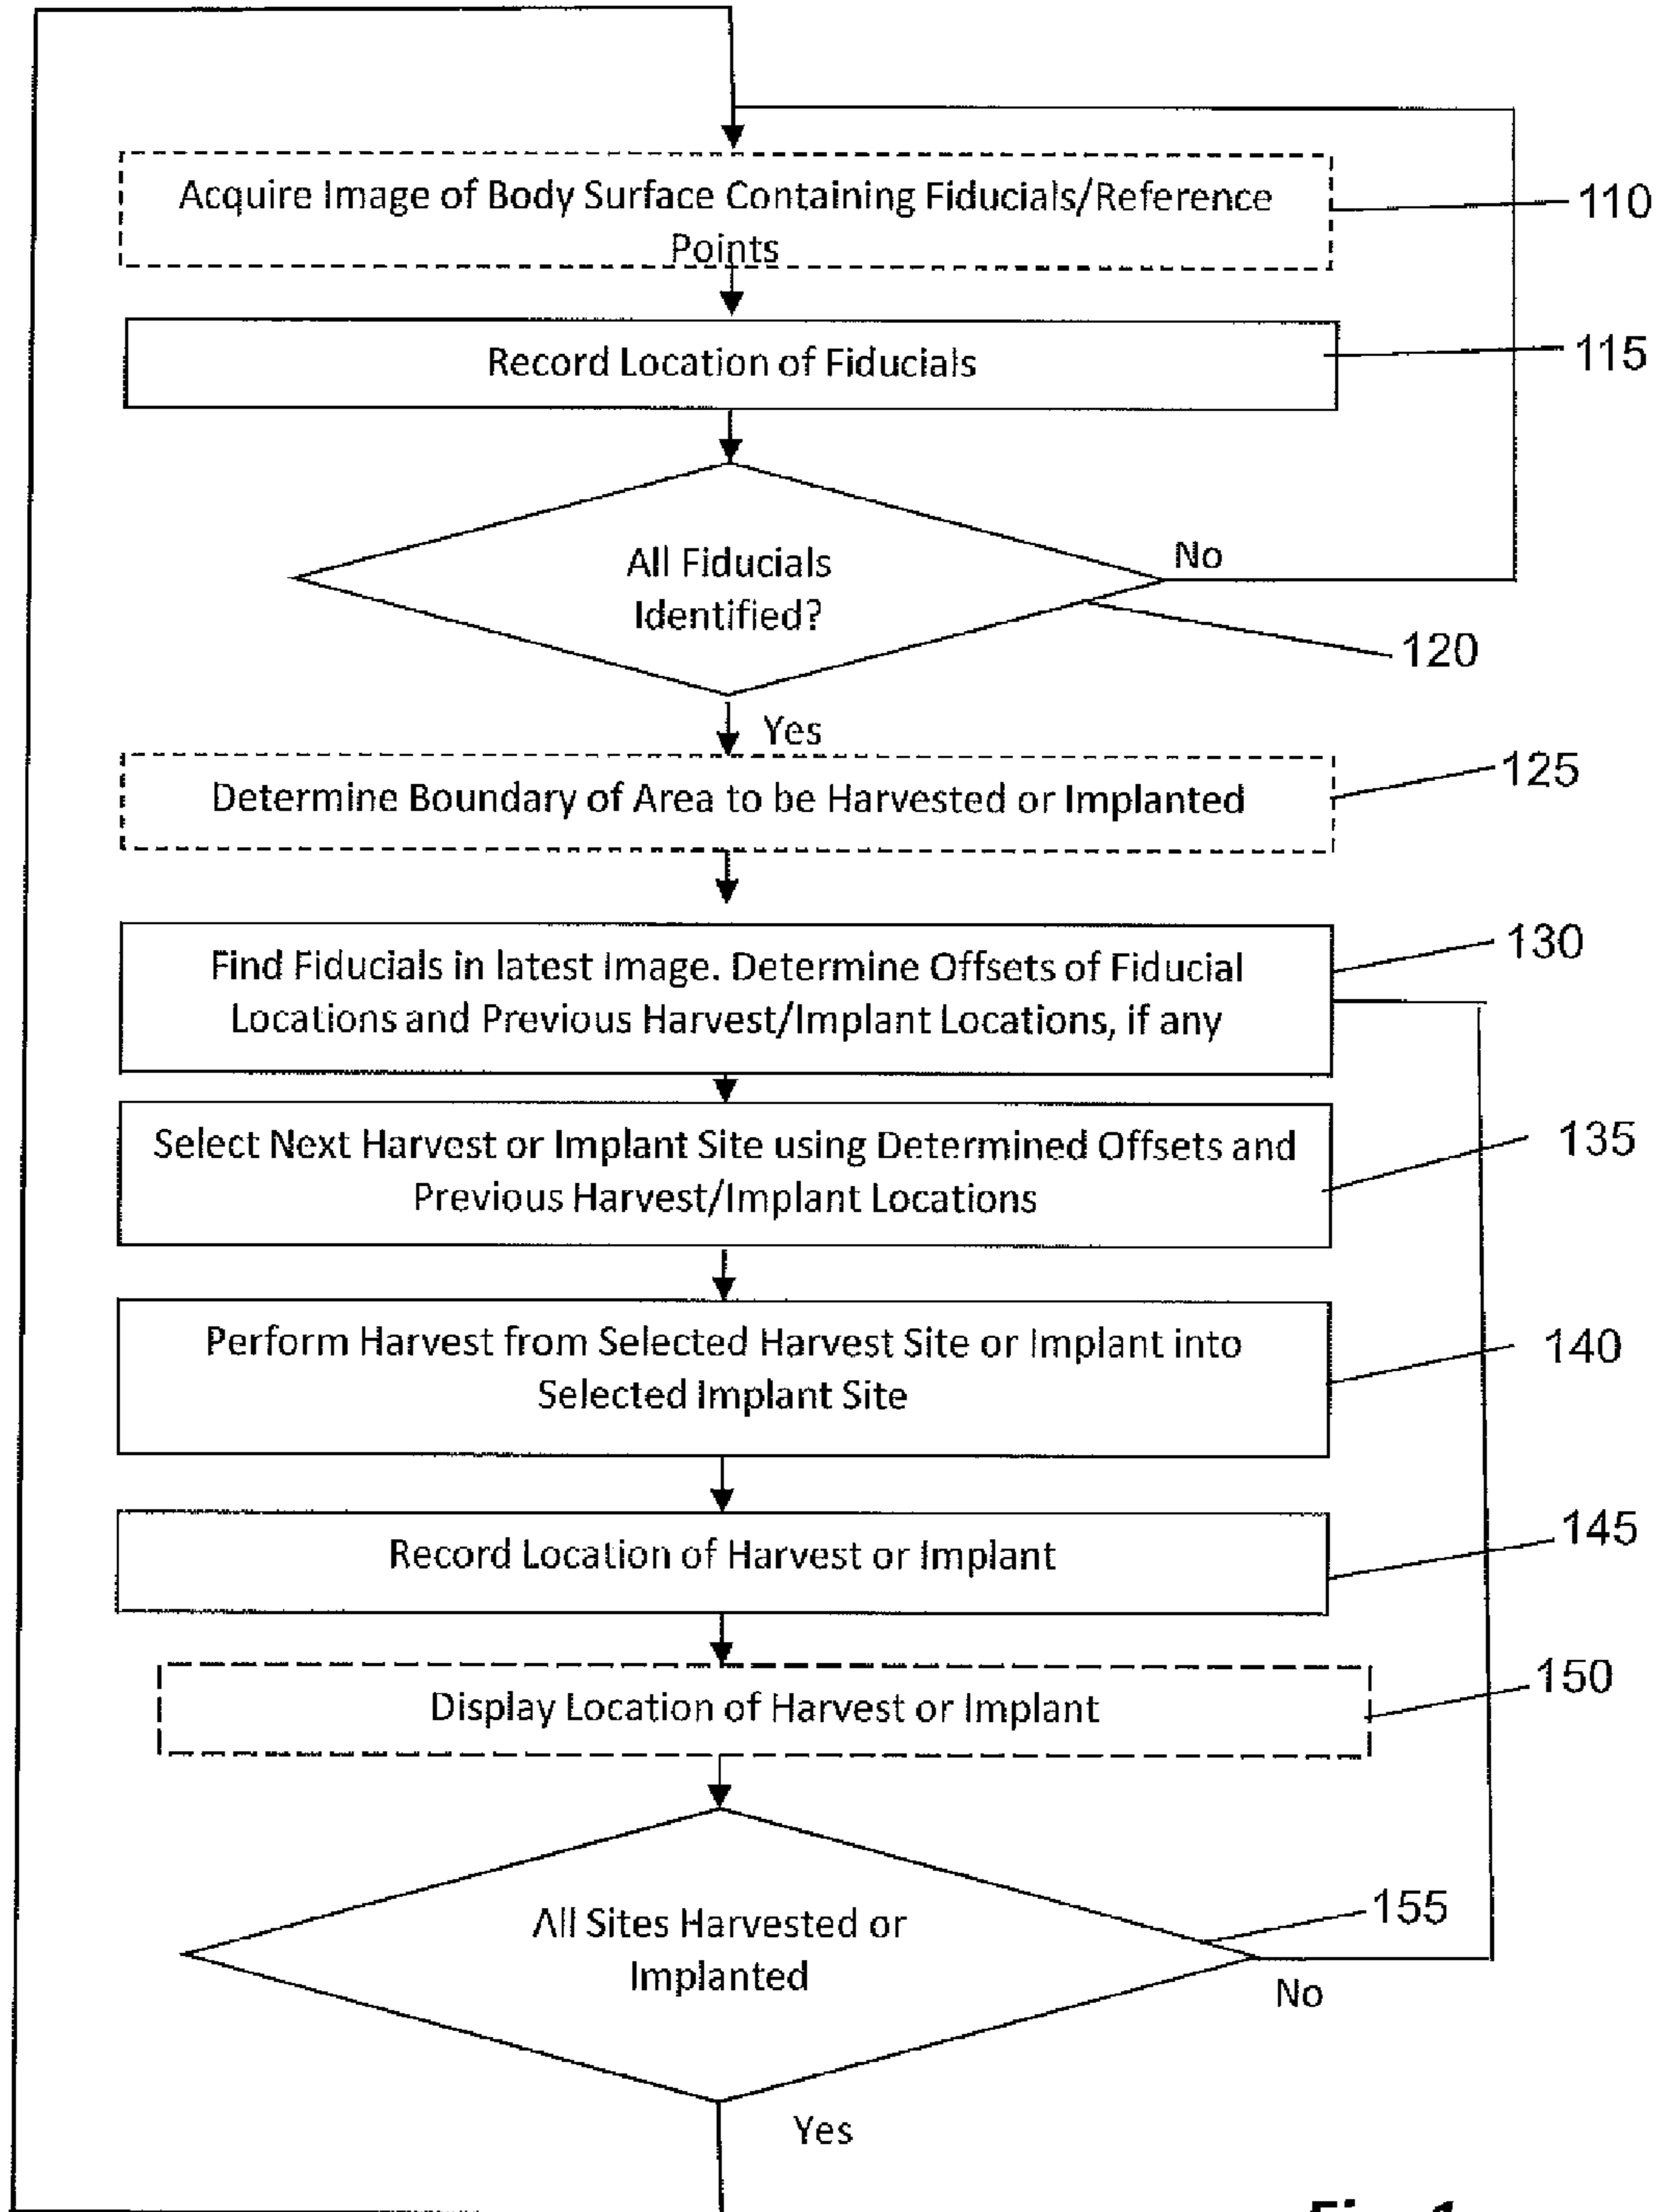 Acquire Image of Body Surface Containing Fiducials/Reference
Points
110
Record Location of Fiducials
115
All Fiducials
Identified?
No
120
Yes
Determine Boundary of Area to be Harvested or Implanted
125
Find Fiducials in latest Image. Determine Offsets of Fiducial
Locations and Previous Harvest/Implant Locations, if any
130
Select Next Harvest or Implant Site using Determined Offsets and
Previous Harvest/Implant Locations
135
Perform Harvest from Selected Harvest Site or Implant into
Selected Implant Site
140
Record Location of Harvest or Implant
145
Display Location of Harvest or Implant
150
All Sites Harvested or
Implanted
155
No
Yes